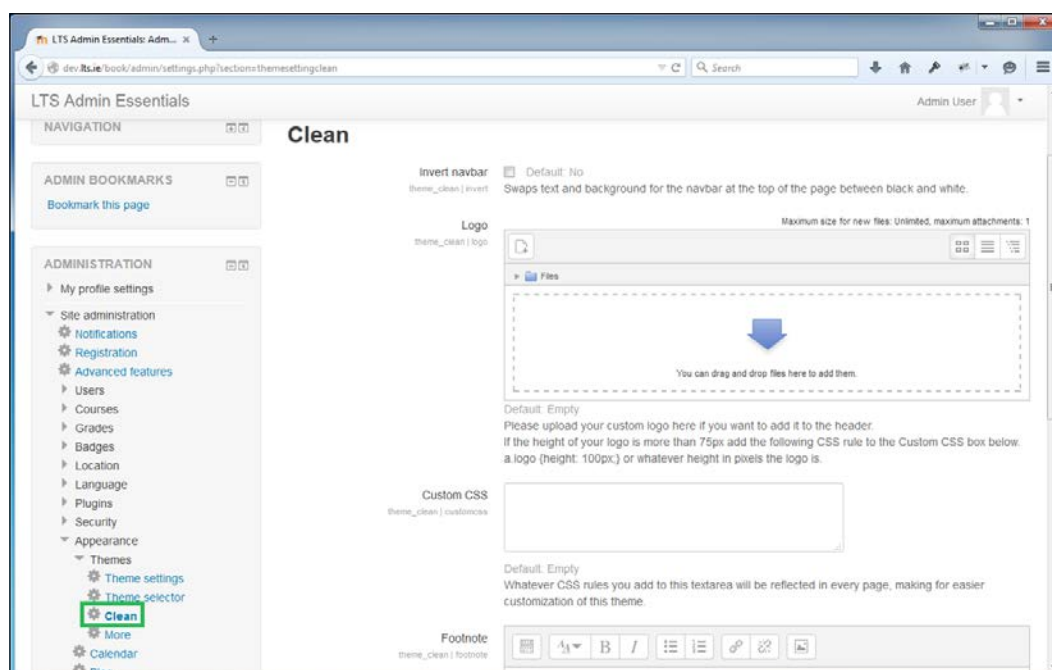 LTS Admin Essentials: Adm...
dev.lts.ie/book/admin/settings.php?section=themesettingclean
Search
LTS Admin Essentials
Admin User
NAVIGATION
ADMIN BOOKMARKS
Bookmark this page
ADMINISTRATION
My profile settings
Site administration
Notifications
Registration
Advanced features
Users
Courses
Grades
Badges
Location
Language
Plugins
Security
Appearance
Themes
Theme settings
Theme selector
Clean
More
Calendar
Clean
Invert navbar
theme_clean | invert
Default: No
Swaps text and background for the navbar at the top of the page between black and white.
Logo
theme_clean | logo
Maximum size for new files: Unlimited, maximum attachments: 1
Files
You can drag and drop files here to add them.
Default: Empty
Please upload your custom logo here if you want to add it to the header.
If the height of your logo is more than 75px add the following CSS rule to the Custom CSS box below.
a.logo {height: 100px;} or whatever height in pixels the logo is.
Custom CSS
theme_clean | customcss
Default: Empty
Whatever CSS rules you add to this textarea will be reflected in every page, making for easier
customization of this theme.
Footnote
theme_clean | footnote
B
I